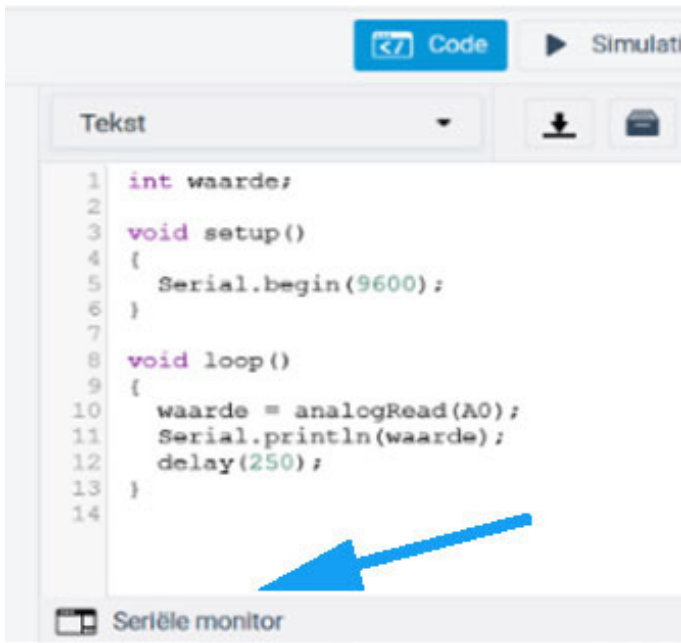 Code
Simulati
Tekst
1 int waarde;
2
3 void setup()
4 {
5 Serial.begin(9600);
6 }
7
8 void loop()
9 {
10 waarde = analogRead(A0);
11 Serial.println(waarde);
12 delay(250);
13 }
14
Seriële monitor